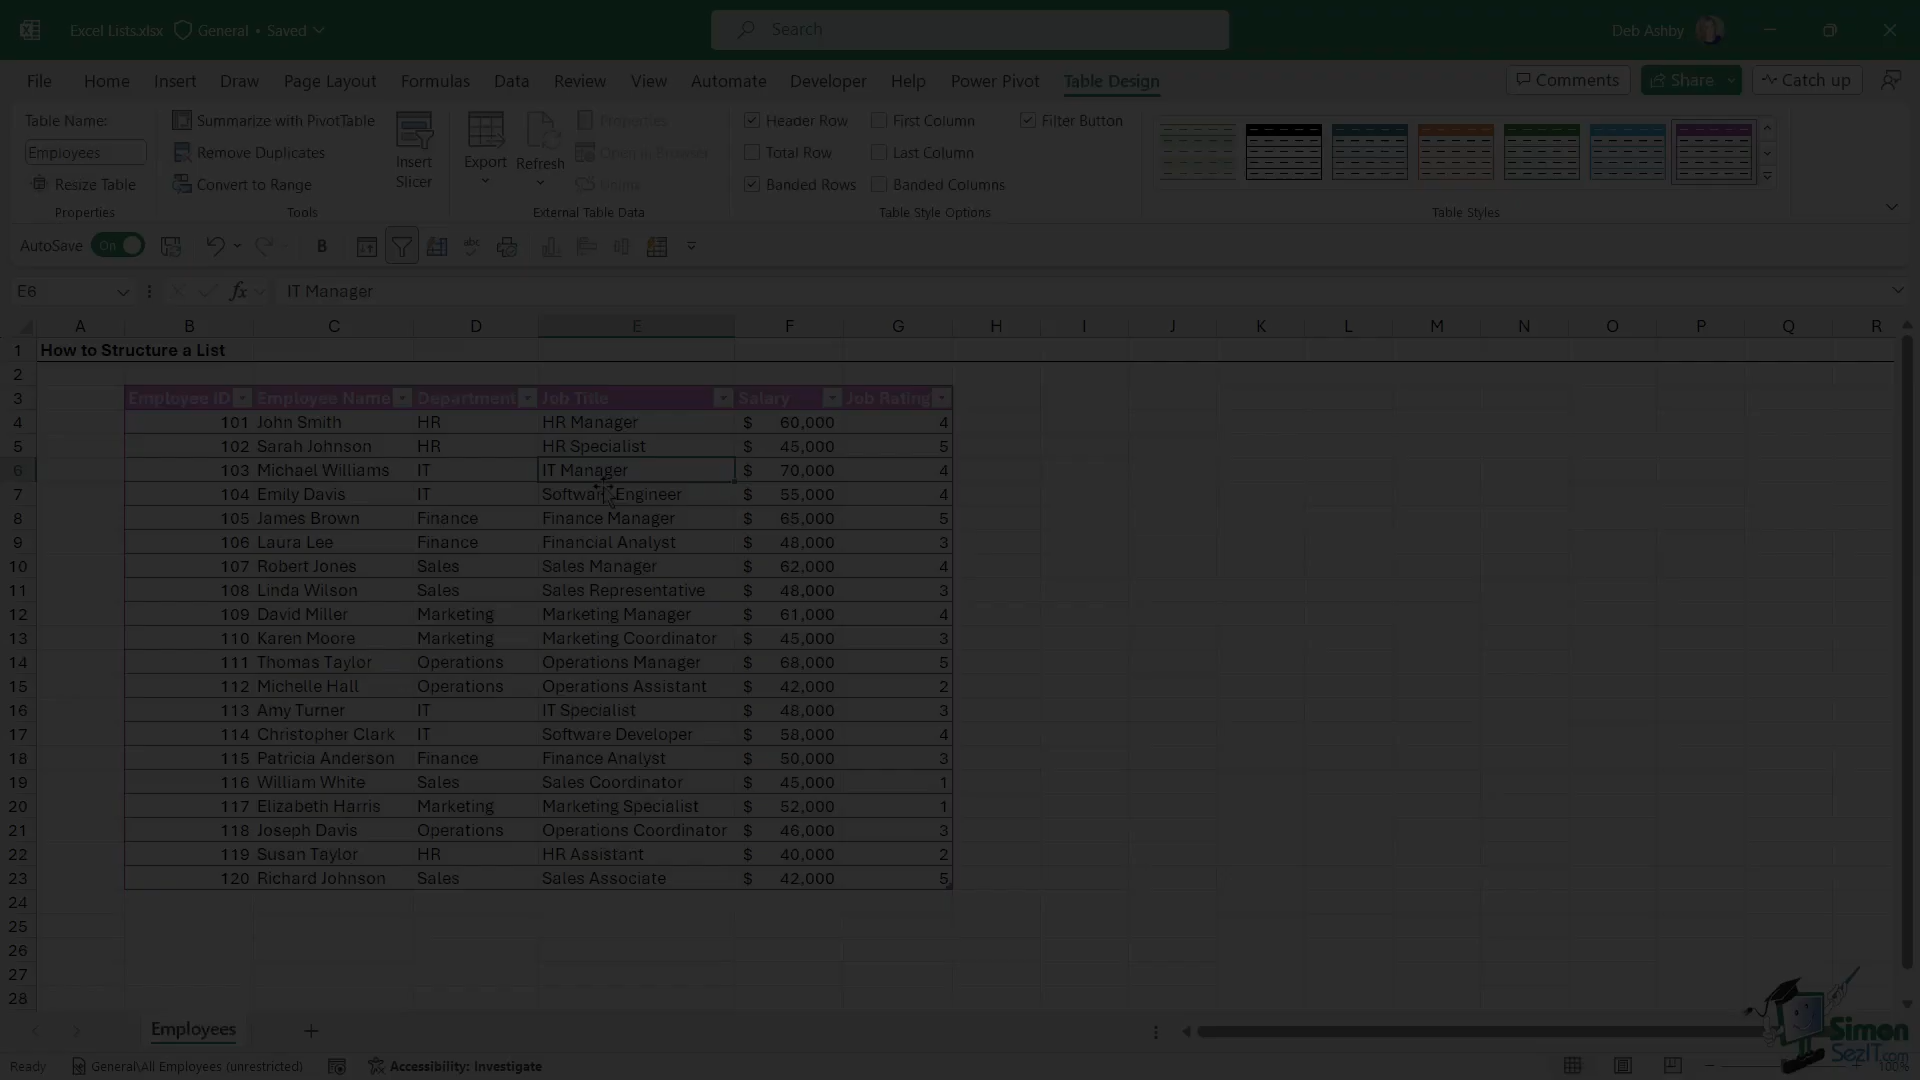 Excel Lists.xlsx General • Saved Search Deb Ashby
File Home Insert Draw Page Layout Formulas Data Review View Automate Developer Help Power Pivot Table Design Comments Share Catch up
Table Name: Summarize with PivotTable Properties Header Row First Column Filter Button
Employees Remove Duplicates Insert Slicer Export Refresh Open in Browser Total Row Last Column
Resize Table Convert to Range Unlink Banded Rows Banded Columns
Properties Tools External Table Data Table Style Options Table Styles
AutoSave On B abc
E6 fx IT Manager
A B C D E F G H I J K L M N O P Q R
1 How to Structure a List
2
3 Employee ID Employee Name Department Job Title Salary Job Rating
4 101 John Smith HR HR Manager $ 60,000 4
5 102 Sarah Johnson HR HR Specialist $ 45,000 5
6 103 Michael Williams IT IT Manager $ 70,000 4
7 104 Emily Davis IT Software Engineer $ 55,000 4
8 105 James Brown Finance Finance Manager $ 65,000 5
9 106 Laura Lee Finance Financial Analyst $ 48,000 3
10 107 Robert Jones Sales Sales Manager $ 62,000 4
11 108 Linda Wilson Sales Sales Representative $ 48,000 3
12 109 David Miller Marketing Marketing Manager $ 61,000 4
13 110 Karen Moore Marketing Marketing Coordinator $ 45,000 3
14 111 Thomas Taylor Operations Operations Manager $ 68,000 5
15 112 Michelle Hall Operations Operations Assistant $ 42,000 2
16 113 Amy Turner IT IT Specialist $ 48,000 3
17 114 Christopher Clark IT Software Developer $ 58,000 4
18 115 Patricia Anderson Finance Finance Analyst $ 50,000 3
19 116 William White Sales Sales Coordinator $ 45,000 1
20 117 Elizabeth Harris Marketing Marketing Specialist $ 52,000 1
21 118 Joseph Davis Operations Operations Coordinator $ 46,000 3
22 119 Susan Taylor HR HR Assistant $ 40,000 2
23 120 Richard Johnson Sales Sales Associate $ 42,000 5
24
25
26
27
28
Employees
Simon
SezIT.com
Ready General\All Employees (unrestricted) Accessibility: Investigate 100%